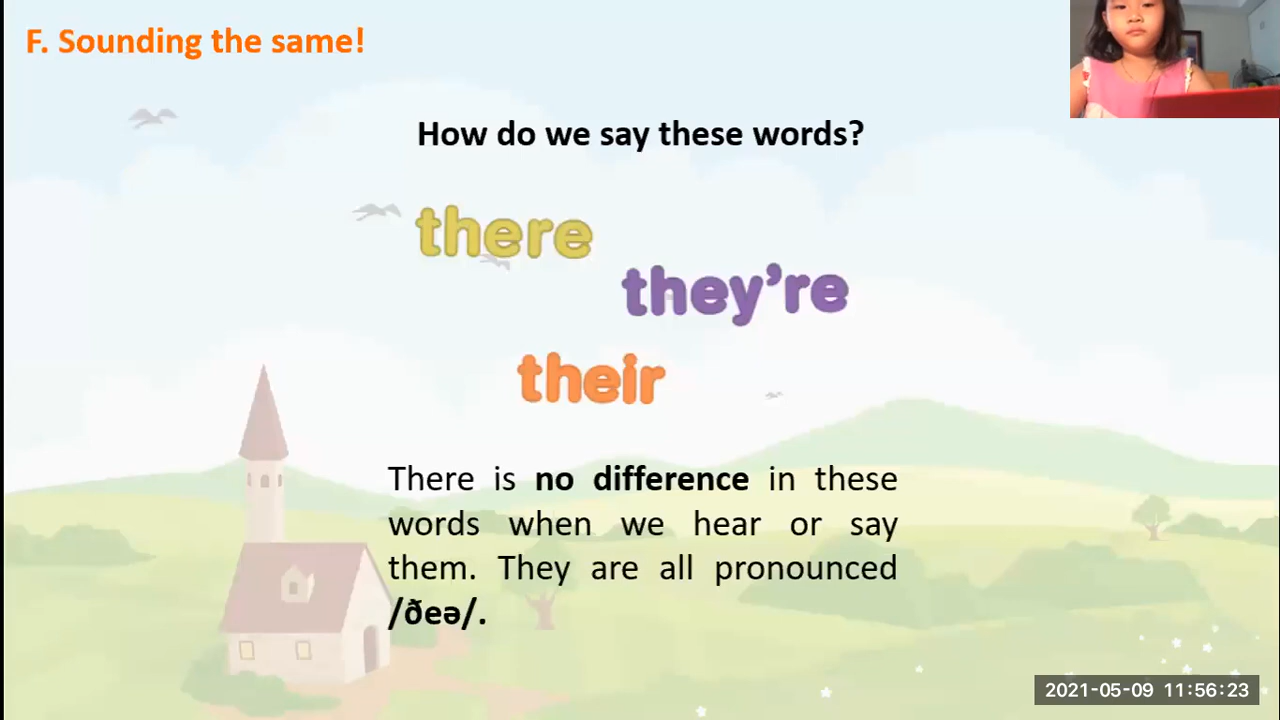 F. Sounding the same!
How do we say these words?
there
they’re
their
There is no difference in these
words when we hear or say
them. They are all pronounced
/ðeə/.
2021-05-09 11:56:23